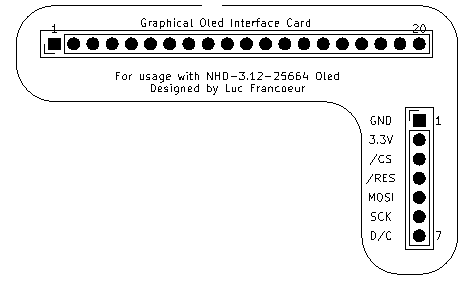 Graphical Oled Interface Card
1 20
For usage with NHD-3.12-25664 Oled
Designed by Luc Francoeur
GND 1
3.3V
/CS
/RES
MOSI
SCK
D/C 7